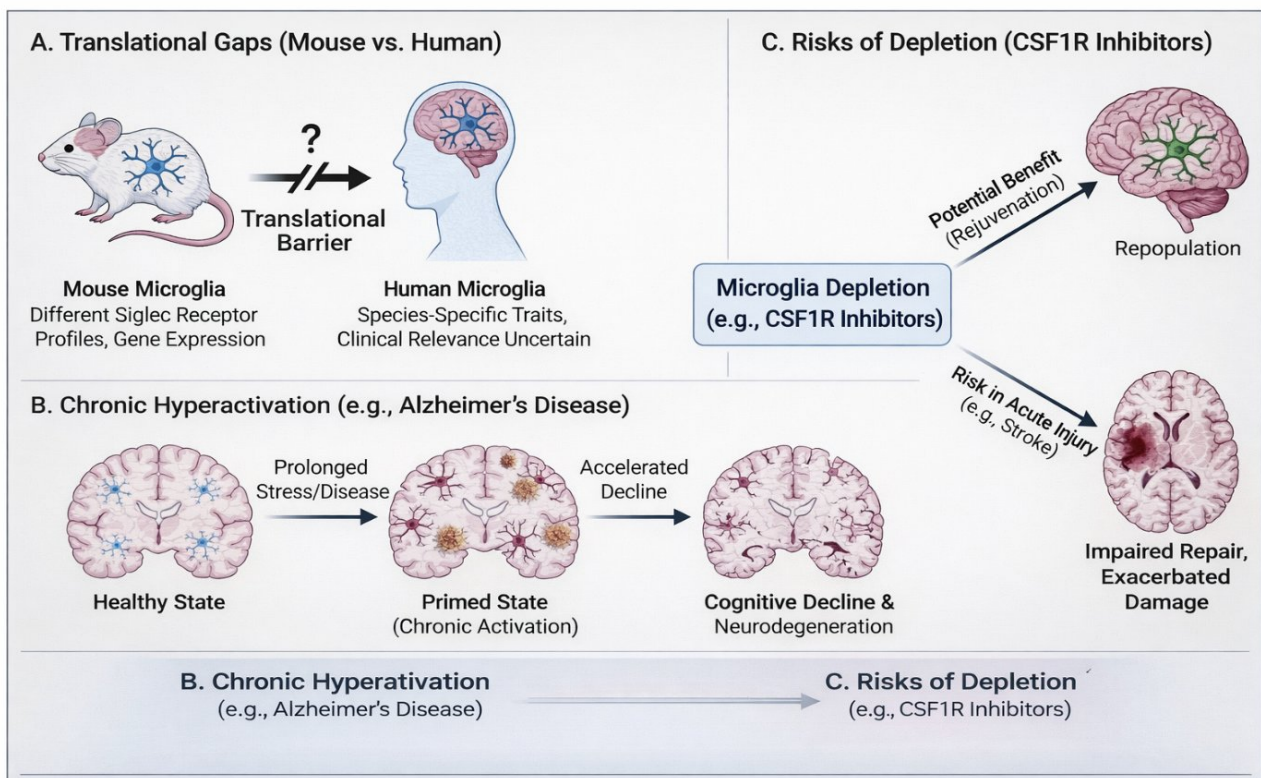 A. Translational Gaps (Mouse vs. Human)
?
Translational
Barrier
Mouse Microglia
Different Siglec Receptor
Profiles, Gene Expression
Human Microglia
Species-Specific Traits,
Clinical Relevance Uncertain
C. Risks of Depletion (CSF1R Inhibitors)
Microglia Depletion
(e.g., CSF1R Inhibitors)
Potential Benefit
(Rejuvenation)
Repopulation
Risk in Acute Injury
(e.g., Stroke)
Impaired Repair,
Exacerbated
Damage
B. Chronic Hyperactivation (e.g., Alzheimer's Disease)
Prolonged
Stress/Disease
Accelerated
Decline
Healthy State
Primed State
(Chronic Activation)
Cognitive Decline &
Neurodegeneration
B. Chronic Hyperativation
(e.g., Alzheimer's Disease)
C. Risks of Depletion
(e.g., CSF1R Inhibitors)